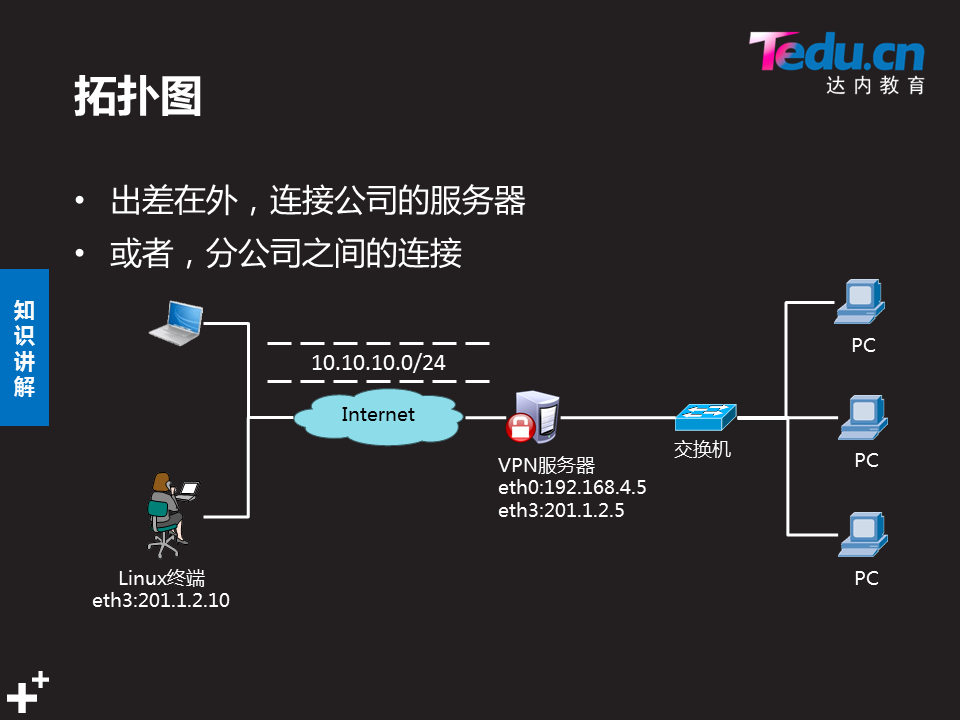 Tedu.cn
达内教育
拓扑图
• 出差在外，连接公司的服务器
• 或者，分公司之间的连接
知识讲解
10.10.10.0/24
Internet
PC
VPN服务器
eth0:192.168.4.5
eth3:201.1.2.5
交换机
PC
Linux终端
eth3:201.1.2.10
PC